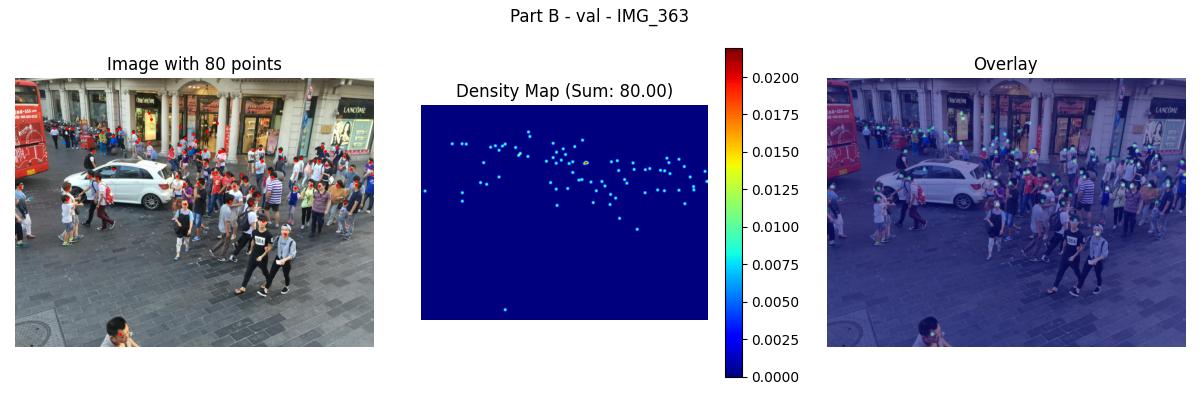 Part B - val - IMG_363
Image with 80 points
Density Map (Sum: 80.00)
Overlay
0.0200
0.0175
0.0150
0.0125
0.0100
0.0075
0.0050
0.0025
0.0000
LANCÔME
LANCÔME